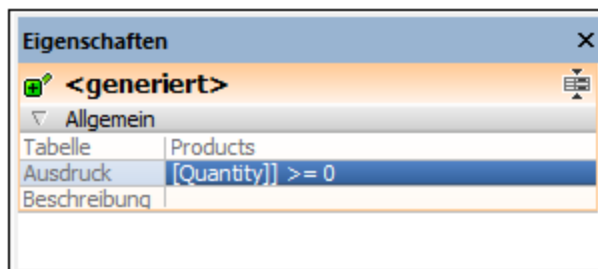 Eigenschaften
<generiert>
Allgemein
Tabelle Products
Ausdruck [Quantity]] >= 0
Beschreibung